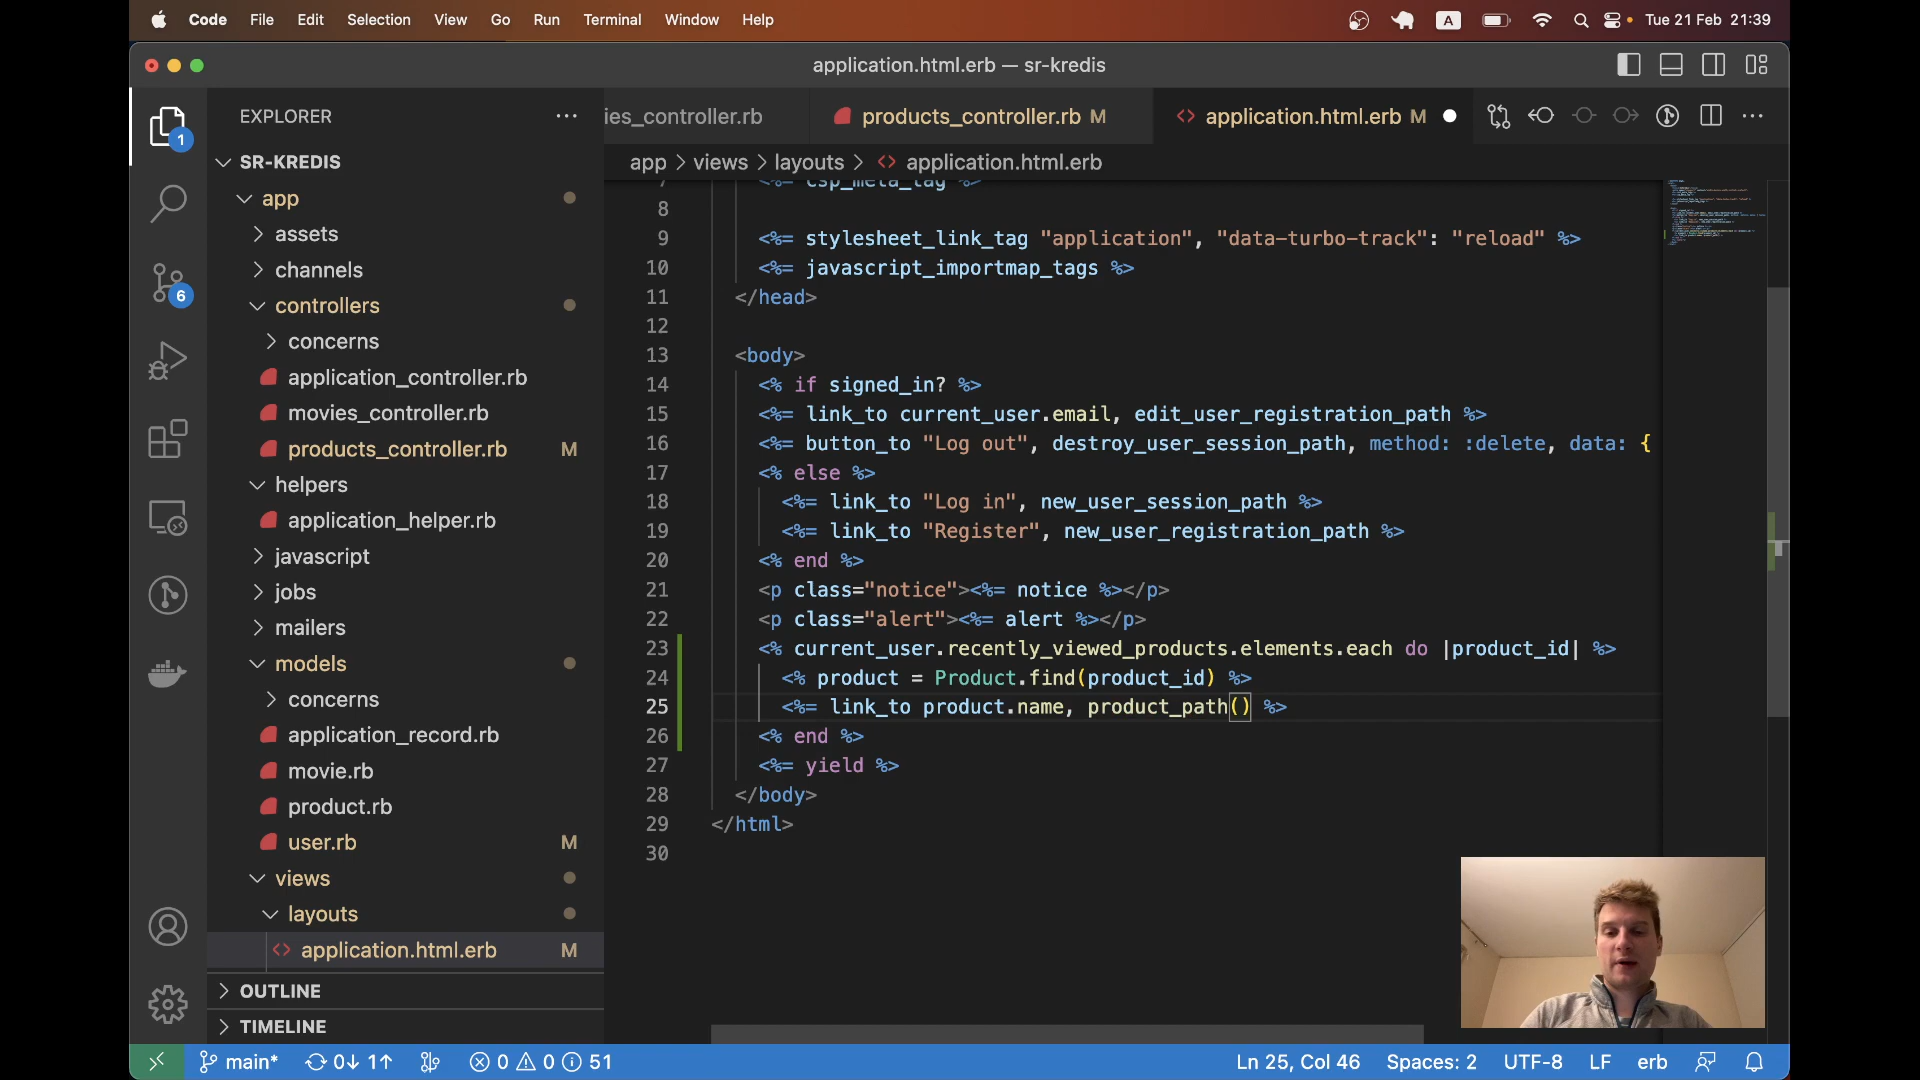 Code File Edit Selection View Go Run Terminal Window Help A Tue 21 Feb 21:39
application.html.erb — sr-kredis
EXPLORER
ies_controller.rb products_controller.rb M application.html.erb M
app > views > layouts > application.html.erb
1
6
SR-KREDIS
app
assets
channels
controllers
concerns
application_controller.rb
movies_controller.rb
products_controller.rb M
helpers
application_helper.rb
javascript
jobs
mailers
models
concerns
application_record.rb
movie.rb
product.rb
user.rb M
views
layouts
application.html.erb M
OUTLINE
TIMELINE
7 <%= csp_meta_tag %>
8
9 <%= stylesheet_link_tag "application", "data-turbo-track": "reload" %>
10 <%= javascript_importmap_tags %>
11 </head>
12
13 <body>
14 <% if signed_in? %>
15 <%= link_to current_user.email, edit_user_registration_path %>
16 <%= button_to "Log out", destroy_user_session_path, method: :delete, data: {
17 <% else %>
18 <%= link_to "Log in", new_user_session_path %>
19 <%= link_to "Register", new_user_registration_path %>
20 <% end %>
21 <p class="notice"><%= notice %></p>
22 <p class="alert"><%= alert %></p>
23 <% current_user.recently_viewed_products.elements.each do |product_id| %>
24 <% product = Product.find(product_id) %>
25 <%= link_to product.name, product_path() %>
26 <% end %>
27 <%= yield %>
28 </body>
29 </html>
30
main* 0↓ 1↑ 0 0 51 Ln 25, Col 46 Spaces: 2 UTF-8 LF erb